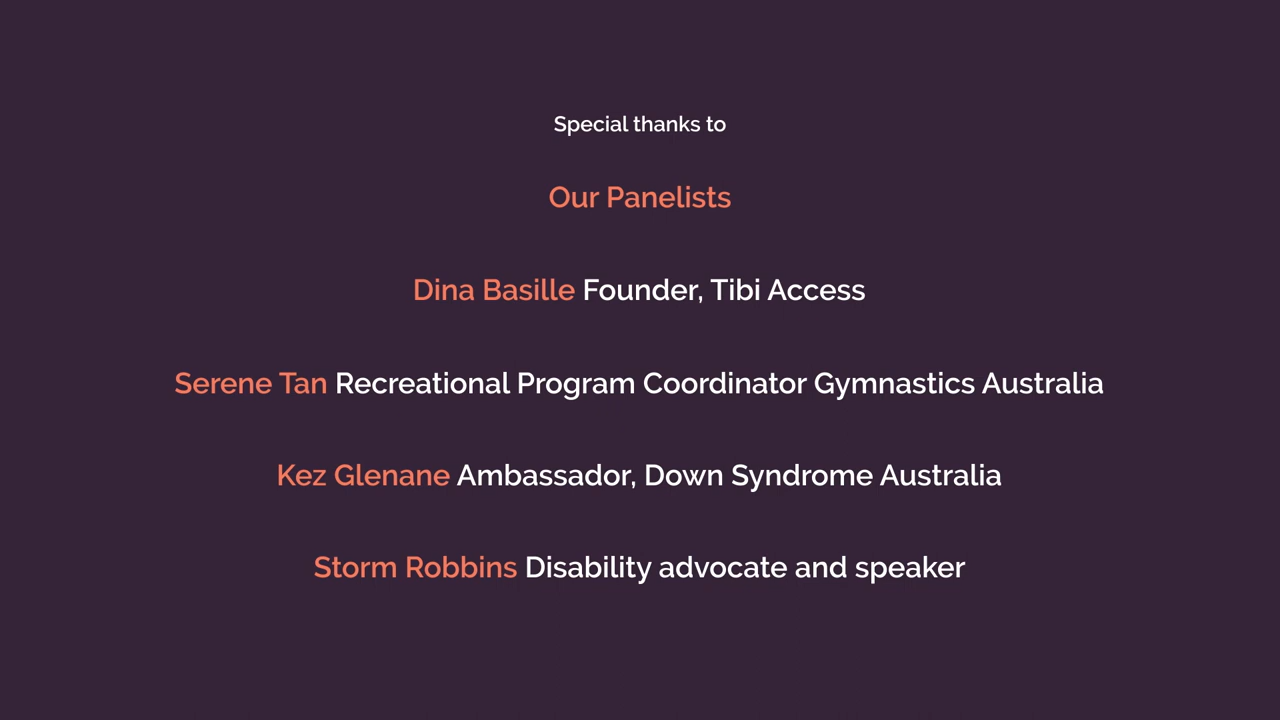 Special thanks to
Our Panelists
Dina Basille Founder, Tibi Access
Serene Tan Recreational Program Coordinator Gymnastics Australia
Kez Glenane Ambassador, Down Syndrome Australia
Storm Robbins Disability advocate and speaker